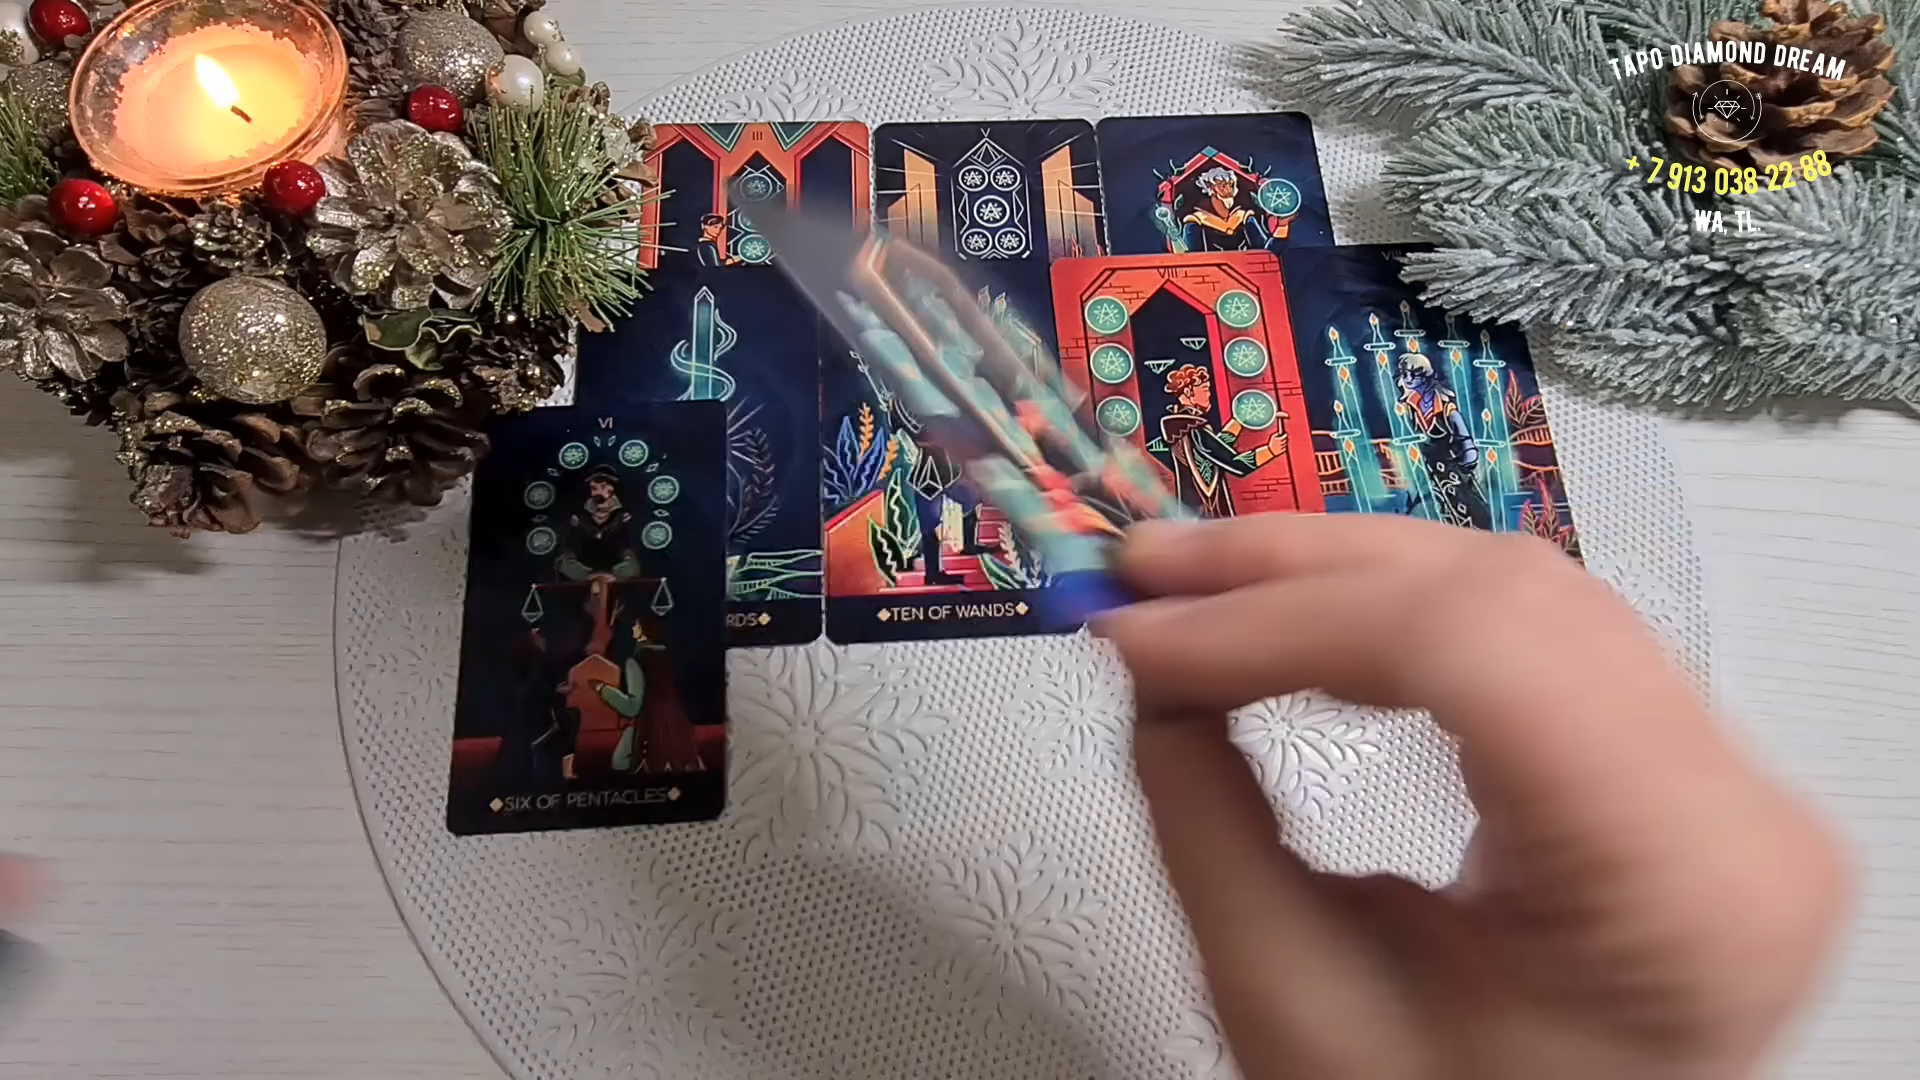 ТАРО DIAMOND DREAM
+ 7 913 038 22 88
WA, TL.
III
V
VIII
VI
RDS
TEN OF WANDS
SIX OF PENTACLES